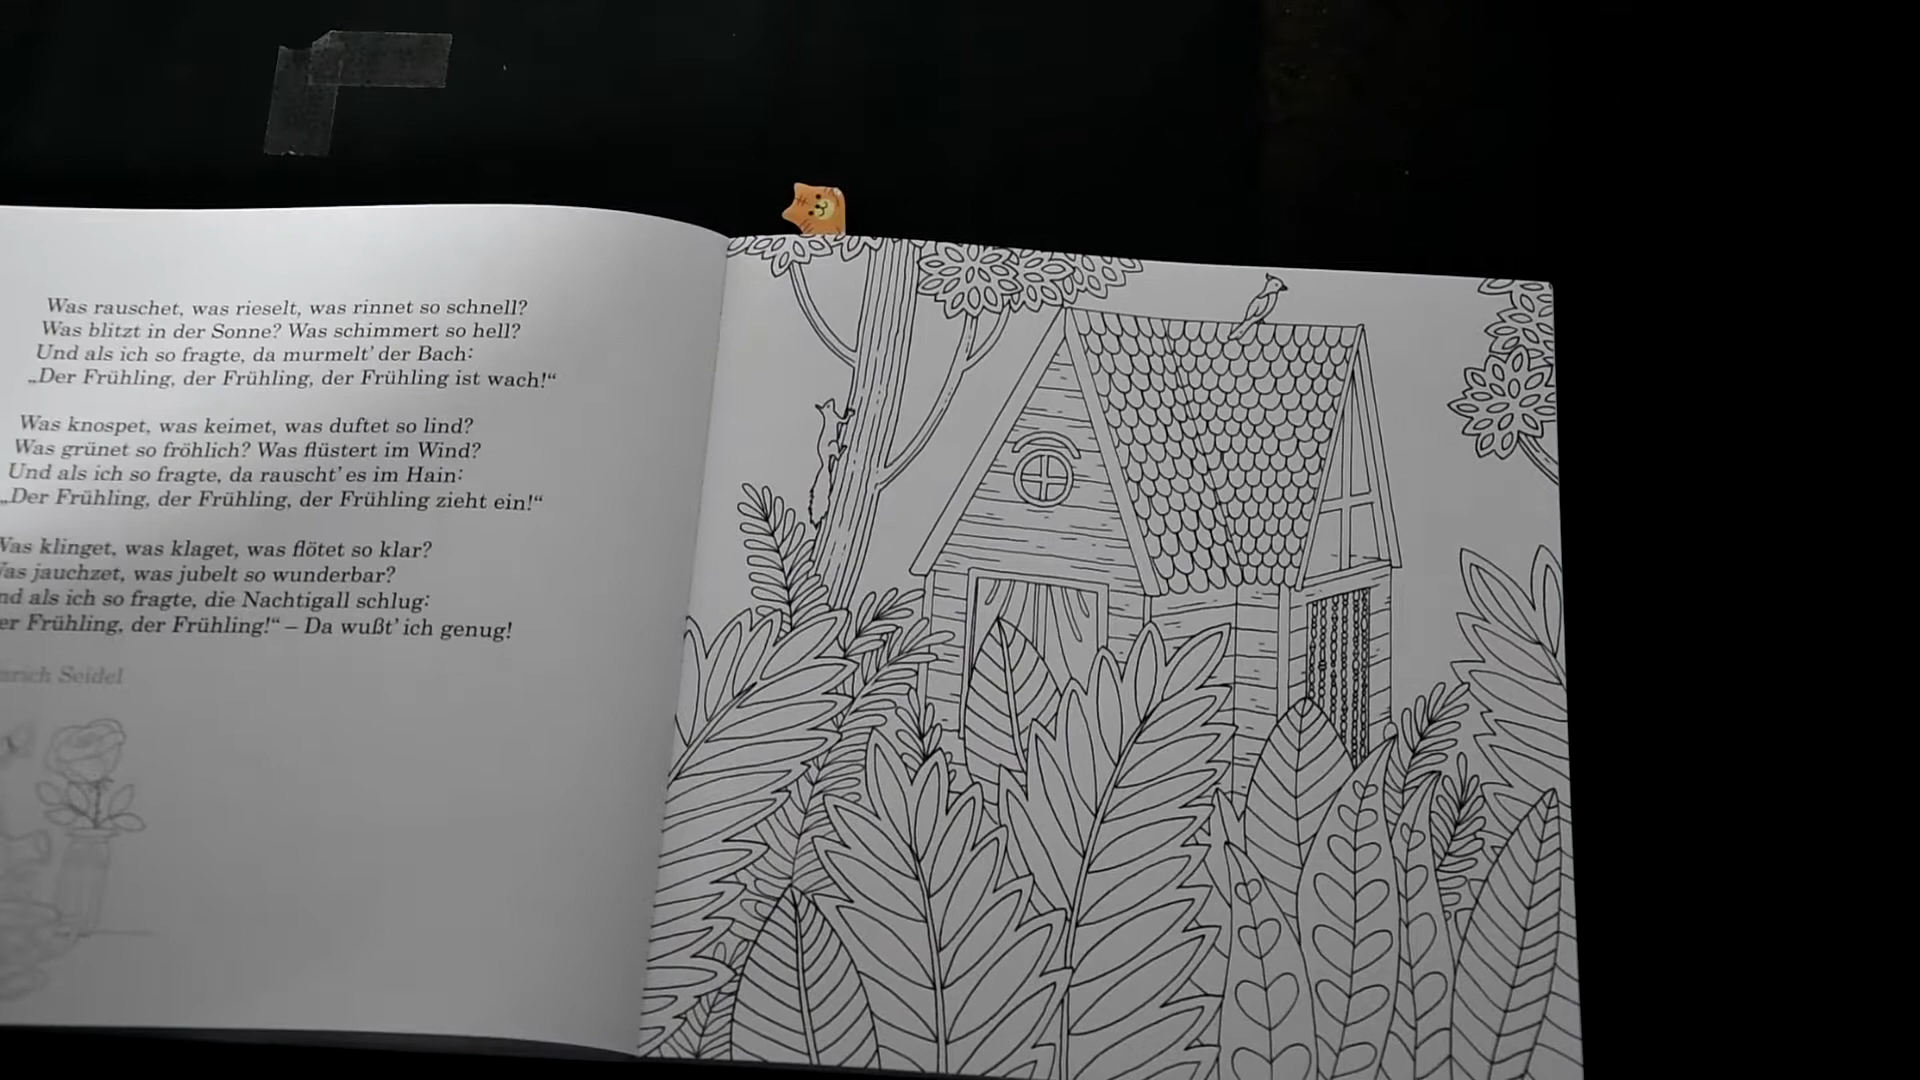 Was rauschet, was rieselt, was rinnet so schnell?
Was blitzt in der Sonne? Was schimmert so hell?
Und als ich so fragte, da murmelt’ der Bach:
„Der Frühling, der Frühling, der Frühling ist wach!“
Was knospet, was keimet, was duftet so lind?
Was grünet so fröhlich? Was flüstert im Wind?
Und als ich so fragte, da rauscht’ es im Hain:
„Der Frühling, der Frühling, der Frühling zieht ein!“
Was klinget, was klaget, was flötet so klar?
was jauchzet, was jubelt so wunderbar?
als ich so fragte, die Nachtigall schlug:
der Frühling!“ – Da wußt’ ich genug!
Seidel